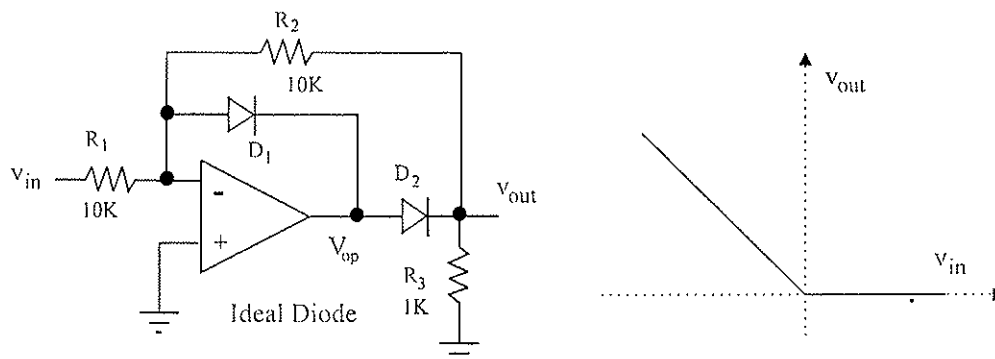 R2
10K
R1
D1
vin
10K
-
+
Vop
D2
vout
R3
1K
Ideal Diode
vout
vin